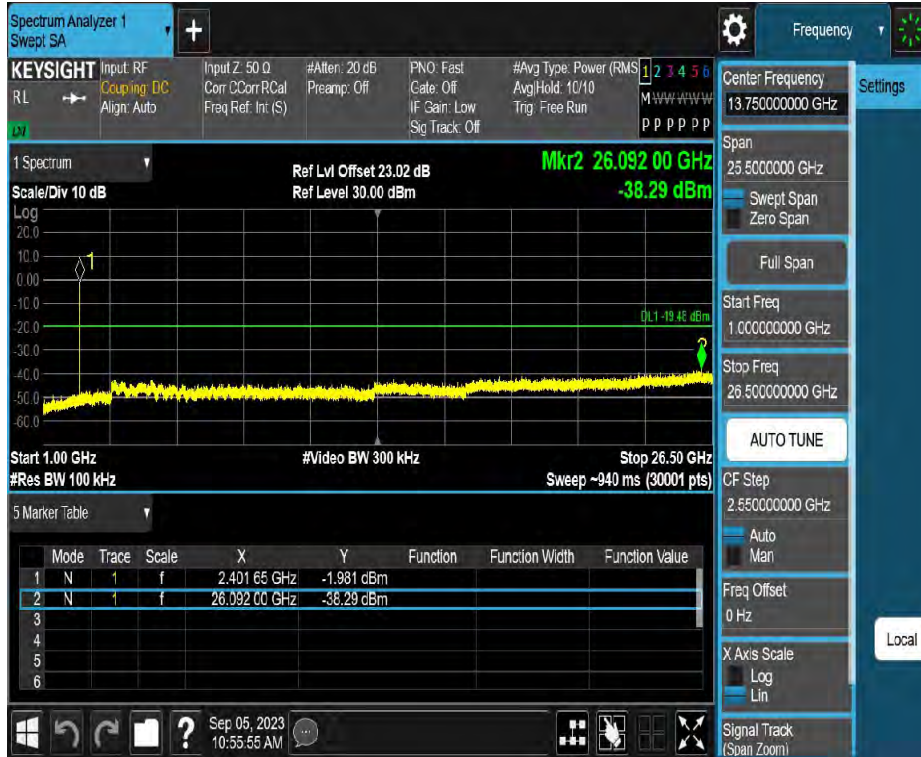 Spectrum Analyzer 1
Swept SA
+
Frequency
KEYSIGHT
RL
Input: RF
Coupling: DC
Align: Auto
Input Z: 50 Ω
Corr CCorr RCal
Freq Ref: Int (S)
#Atten: 20 dB
Preamp: Off
PNO: Fast
Gate: Off
IF Gain: Low
Sig Track: Off
#Avg Type: Power (RMS
Avg|Hold: 10/10
Trig: Free Run
1 2 3 4 5 6
M W W W W W
P P P P P P
1 Spectrum
Scale/Div 10 dB
Ref Lvl Offset 23.02 dB
Ref Level 30.00 dBm
Mkr2 26.092 00 GHz
-38.29 dBm
Log
20.0
10.0
0.00
-10.0
-20.0
-30.0
-40.0
-50.0
-60.0
1
DL1 -19.48 dBm
Start 1.00 GHz
#Res BW 100 kHz
#Video BW 300 kHz
Stop 26.50 GHz
Sweep ~940 ms (30001 pts)
5 Marker Table
Mode Trace Scale X Y Function Function Width Function Value
1 N 1 f 2.401 65 GHz -1.981 dBm
2 N 1 f 26.092 00 GHz -38.29 dBm
3
4
5
6
?
Sep 05, 2023
10:55:55 AM
Center Frequency
13.750000000 GHz
Settings
Span
25.5000000 GHz
Swept Span
Zero Span
Full Span
Start Freq
1.000000000 GHz
Stop Freq
26.500000000 GHz
AUTO TUNE
CF Step
2.550000000 GHz
Auto
Man
Freq Offset
0 Hz
Local
X Axis Scale
Log
Lin
Signal Track
(Span Zoom)